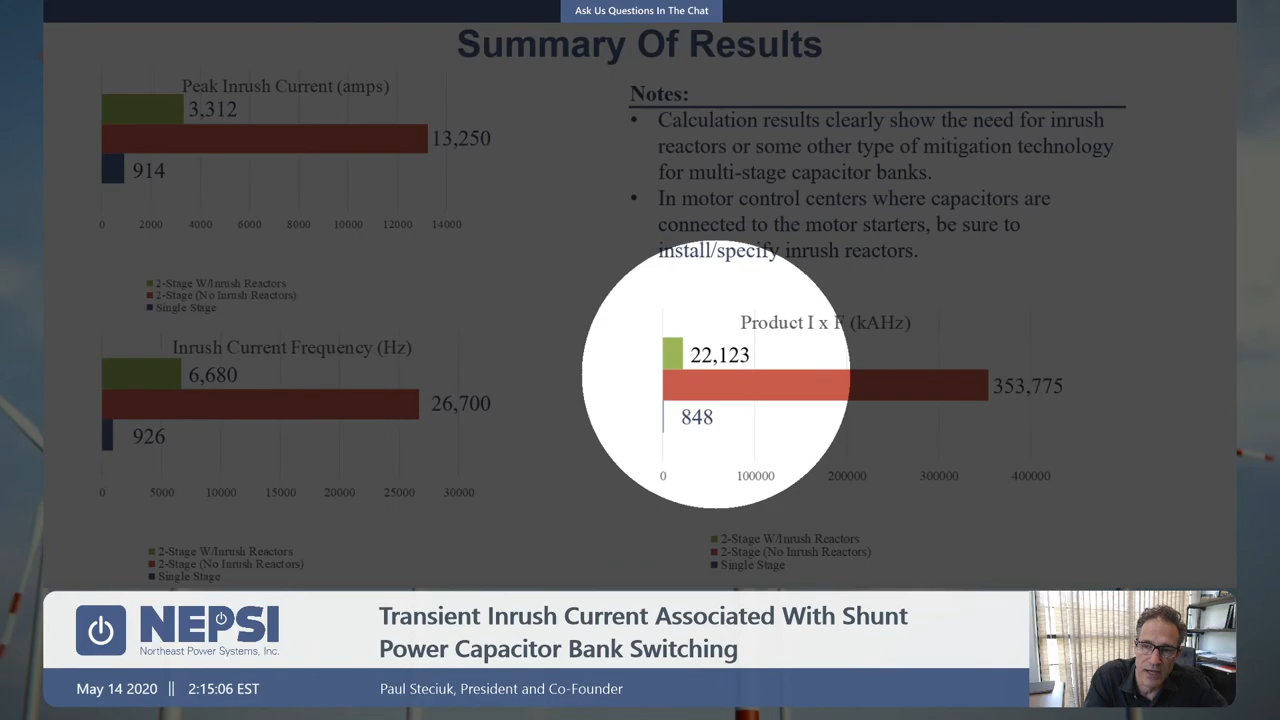 Ask Us Questions In The Chat
Summary Of Results
Peak Inrush Current (amps)
3,312
13,250
914
0 2000 4000 6000 8000 10000 12000 14000
2-Stage W/Inrush Reactors
2-Stage (No Inrush Reactors)
Single Stage
Inrush Current Frequency (Hz)
6,680
26,700
926
0 5000 10000 15000 20000 25000 30000
2-Stage W/Inrush Reactors
2-Stage (No Inrush Reactors)
Single Stage
Notes:
• Calculation results clearly show the need for inrush
reactors or some other type of mitigation technology
for multi-stage capacitor banks.
• In motor control centers where capacitors are
connected to the motor starters, be sure to
install/specify inrush reactors.
Product I x F (kAHz)
22,123
353,775
848
0 100000 200000 300000 400000
2-Stage W/Inrush Reactors
2-Stage (No Inrush Reactors)
Single Stage
NEPSI
Northeast Power Systems, Inc.
Transient Inrush Current Associated With Shunt
Power Capacitor Bank Switching
May 14 2020 || 2:15:06 EST
Paul Steciuk, President and Co-Founder